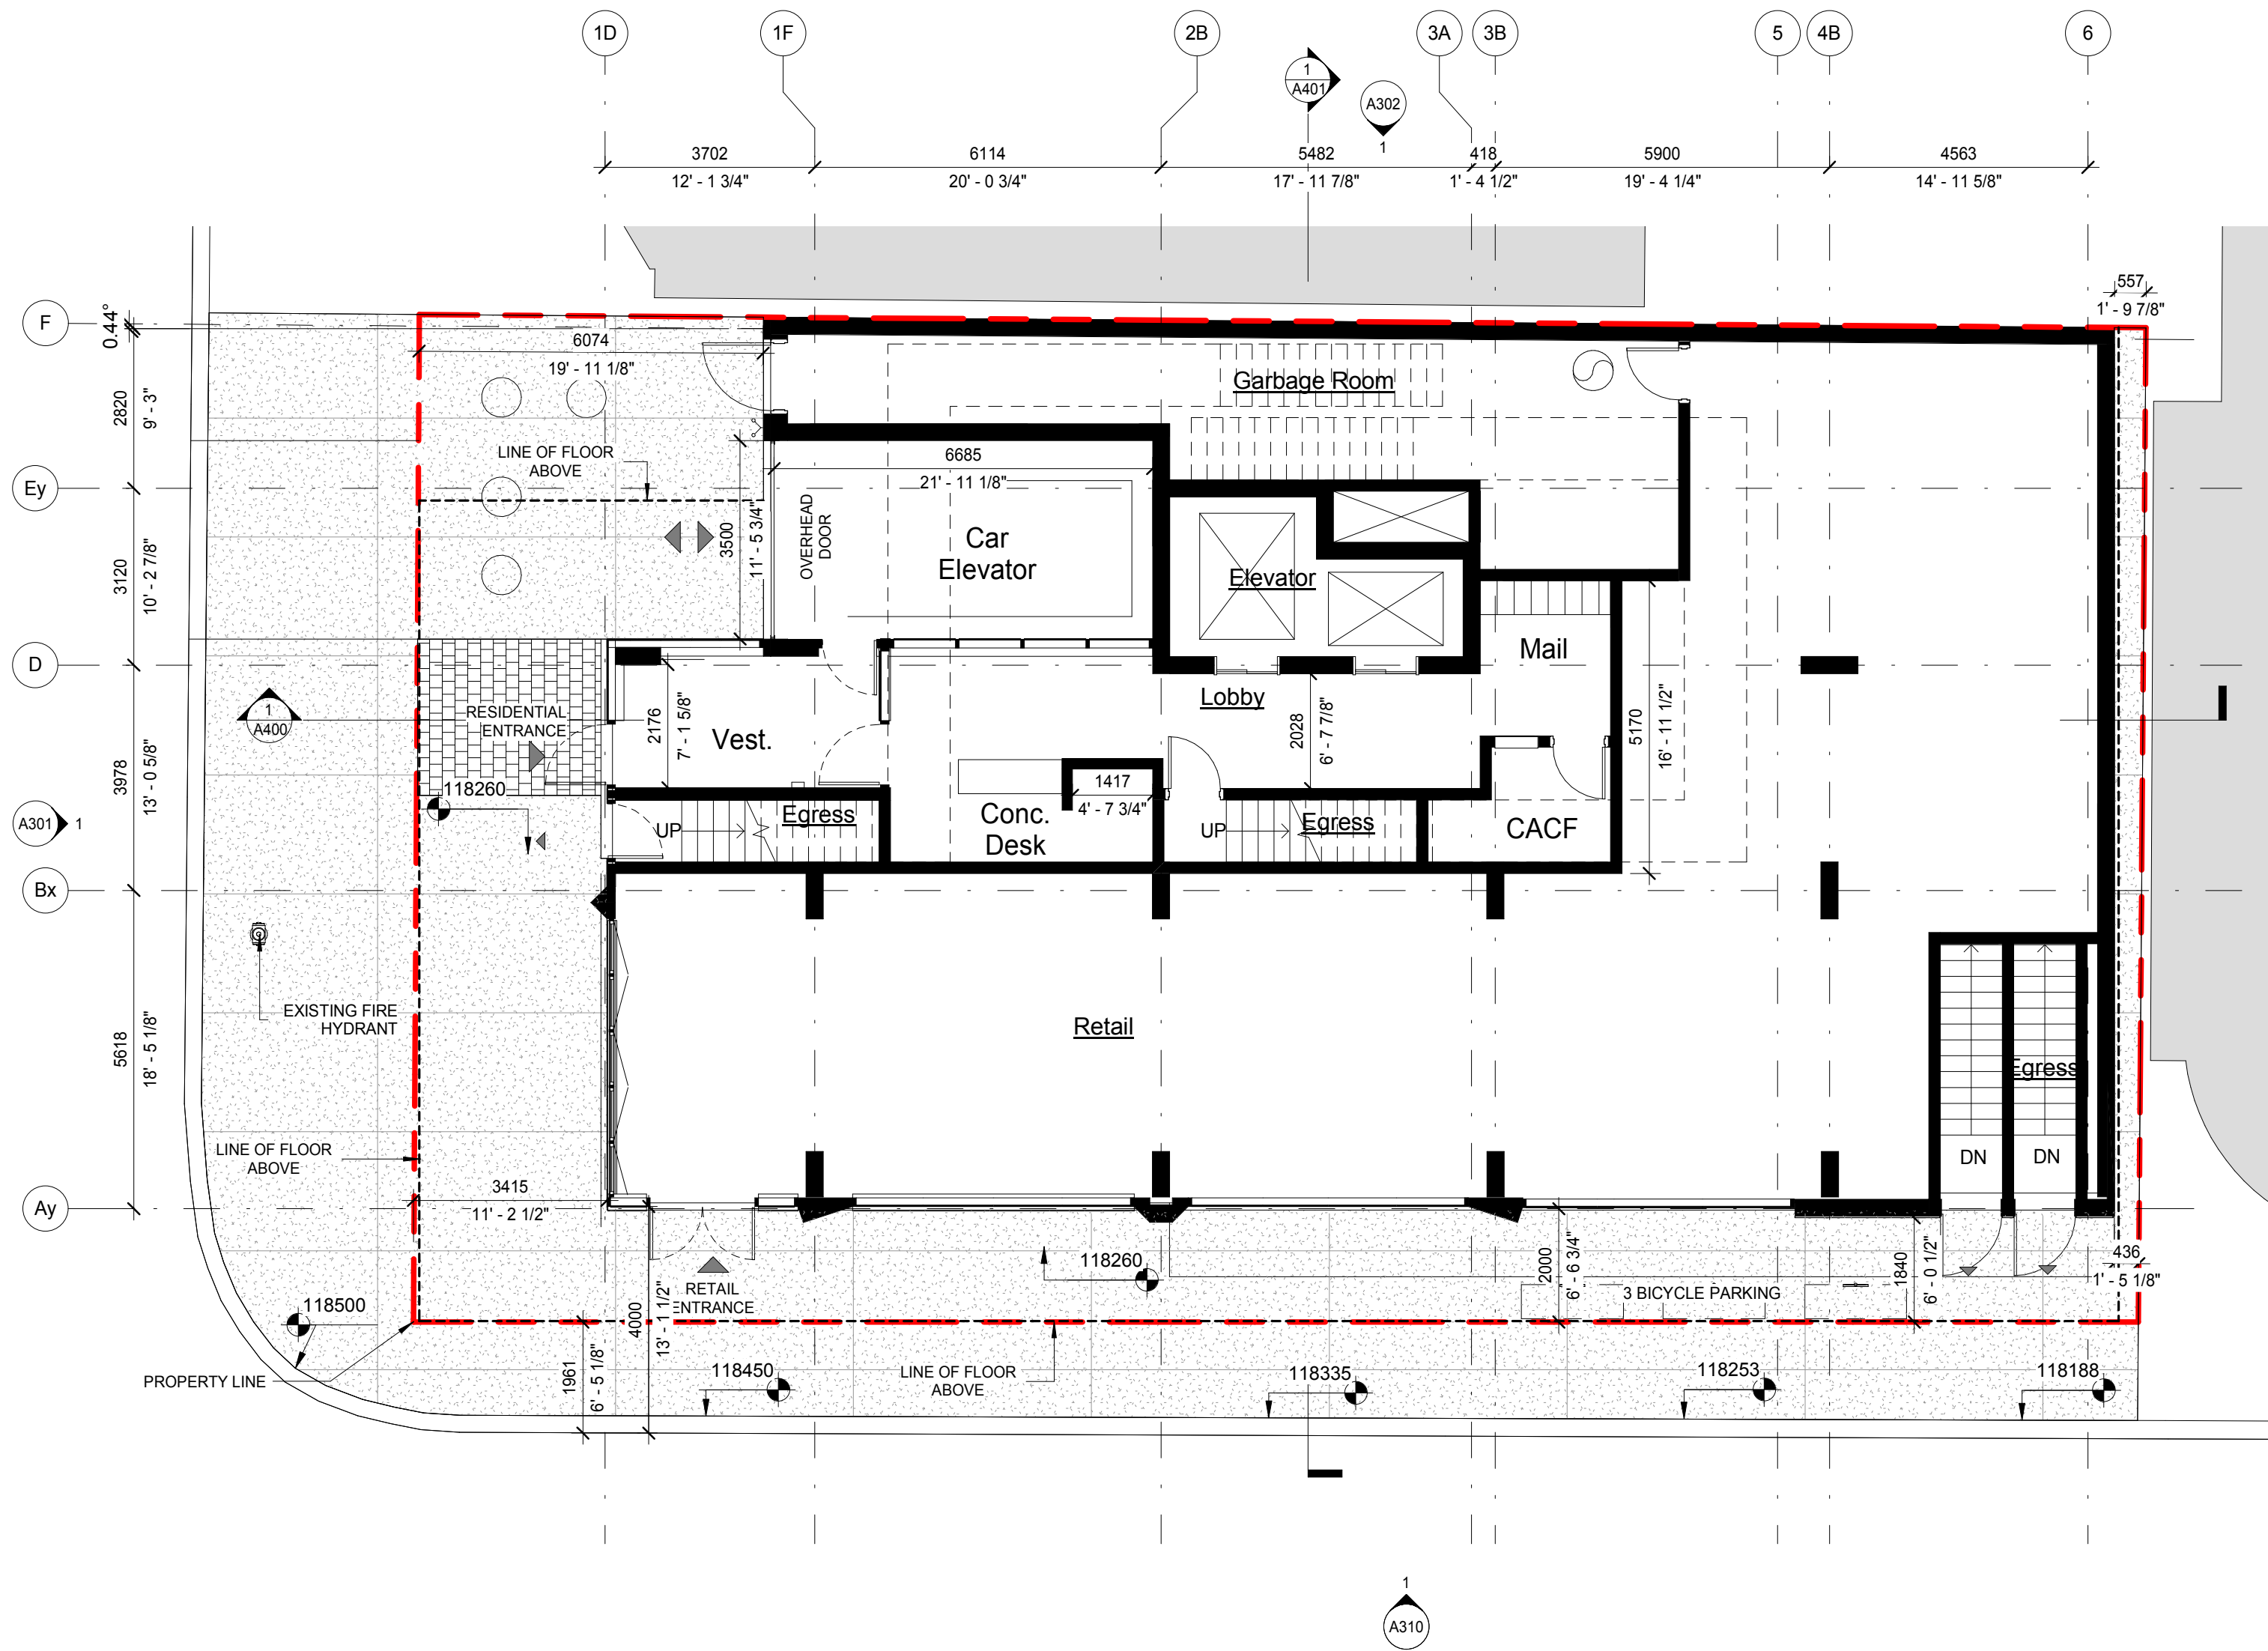 1D
1F
2B
3A
3B
5
4B
6
1
A401
A302
1
3702
12' - 1 3/4"
6114
20' - 0 3/4"
5482
17' - 11 7/8"
418
1' - 4 1/2"
5900
19' - 4 1/4"
4563
14' - 11 5/8"
557
1' - 9 7/8"
F
0.44°
6074
19' - 11 1/8"
Garbage Room
2820
9' - 3"
LINE OF FLOOR
ABOVE
6685
21' - 11 1/8"
Ey
3500
11' - 5 3/4"
OVERHEAD
DOOR
Car
Elevator
Elevator
3120
10' - 2 7/8"
D
Mail
1
A400
RESIDENTIAL
ENTRANCE
2176
7' - 1 5/8"
Vest.
Lobby
2028
6' - 7 7/8"
5170
16' - 11 1/2"
3978
13' - 0 5/8"
118260
1417
4' - 7 3/4"
A301
1
UP
Egress
Conc.
Desk
UP
Egress
CACF
Bx
EXISTING FIRE
HYDRANT
Retail
5618
18' - 5 1/8"
Egress
LINE OF FLOOR
ABOVE
DN
DN
Ay
3415
11' - 2 1/2"
118260
2000
6' - 6 3/4"
1840
6' - 0 1/2"
436
1' - 5 1/8"
RETAIL
ENTRANCE
3 BICYCLE PARKING
118500
4000
13' - 1 1/2"
1961
6' - 5 1/8"
PROPERTY LINE
118450
LINE OF FLOOR
ABOVE
118335
118253
118188
1
A310